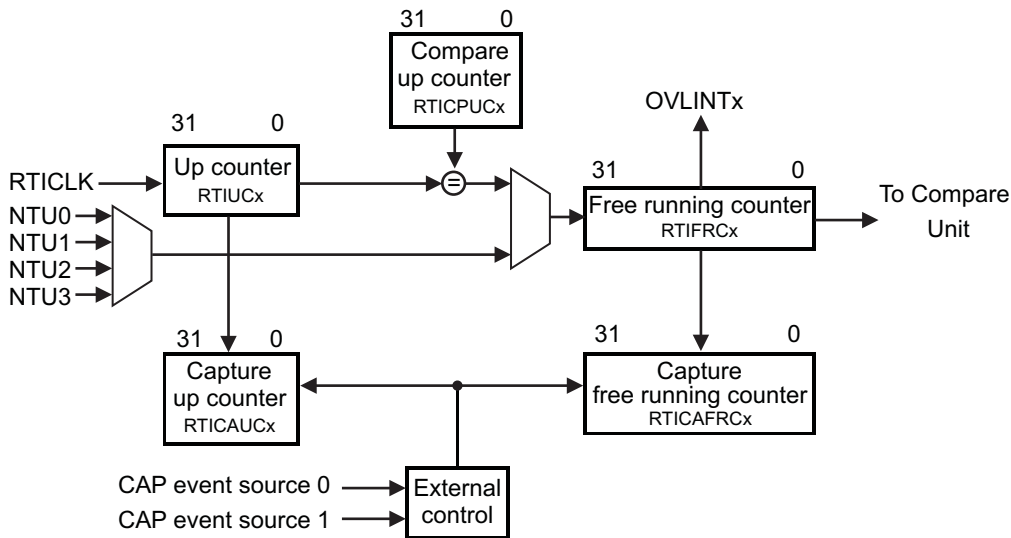 31 0
Compare
up counter
RTICPUCx
OVLINTx
31 0
Up counter
RTIUCx
RTICLK
=
31 0
Free running counter
RTIFRCx
To Compare
Unit
NTU0
NTU1
NTU2
NTU3
31 0
Capture
up counter
RTICAUCx
31 0
Capture
free running counter
RTICAFRCx
CAP event source 0
CAP event source 1
External
control